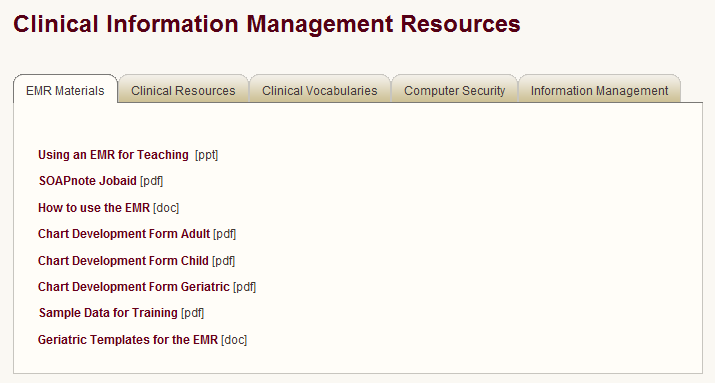 Clinical Information Management Resources
EMR Materials Clinical Resources Clinical Vocabularies Computer Security Information Management
Using an EMR for Teaching [ppt]
SOAPnote Jobaid [pdf]
How to use the EMR [doc]
Chart Development Form Adult [pdf]
Chart Development Form Child [pdf]
Chart Development Form Geriatric [pdf]
Sample Data for Training [pdf]
Geriatric Templates for the EMR [doc]